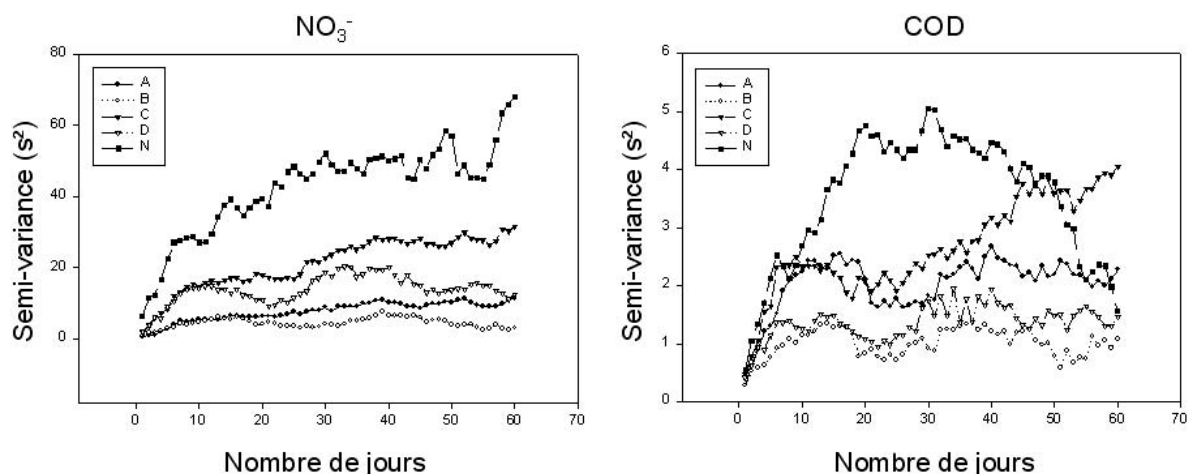 NO₃⁻
80
60
40
20
0
Semi-variance (s²)
A
B
C
D
N
0 10 20 30 40 50 60 70
Nombre de jours
COD
6
5
4
3
2
1
0
Semi-variance (s²)
A
B
C
D
N
0 10 20 30 40 50 60 70
Nombre de jours